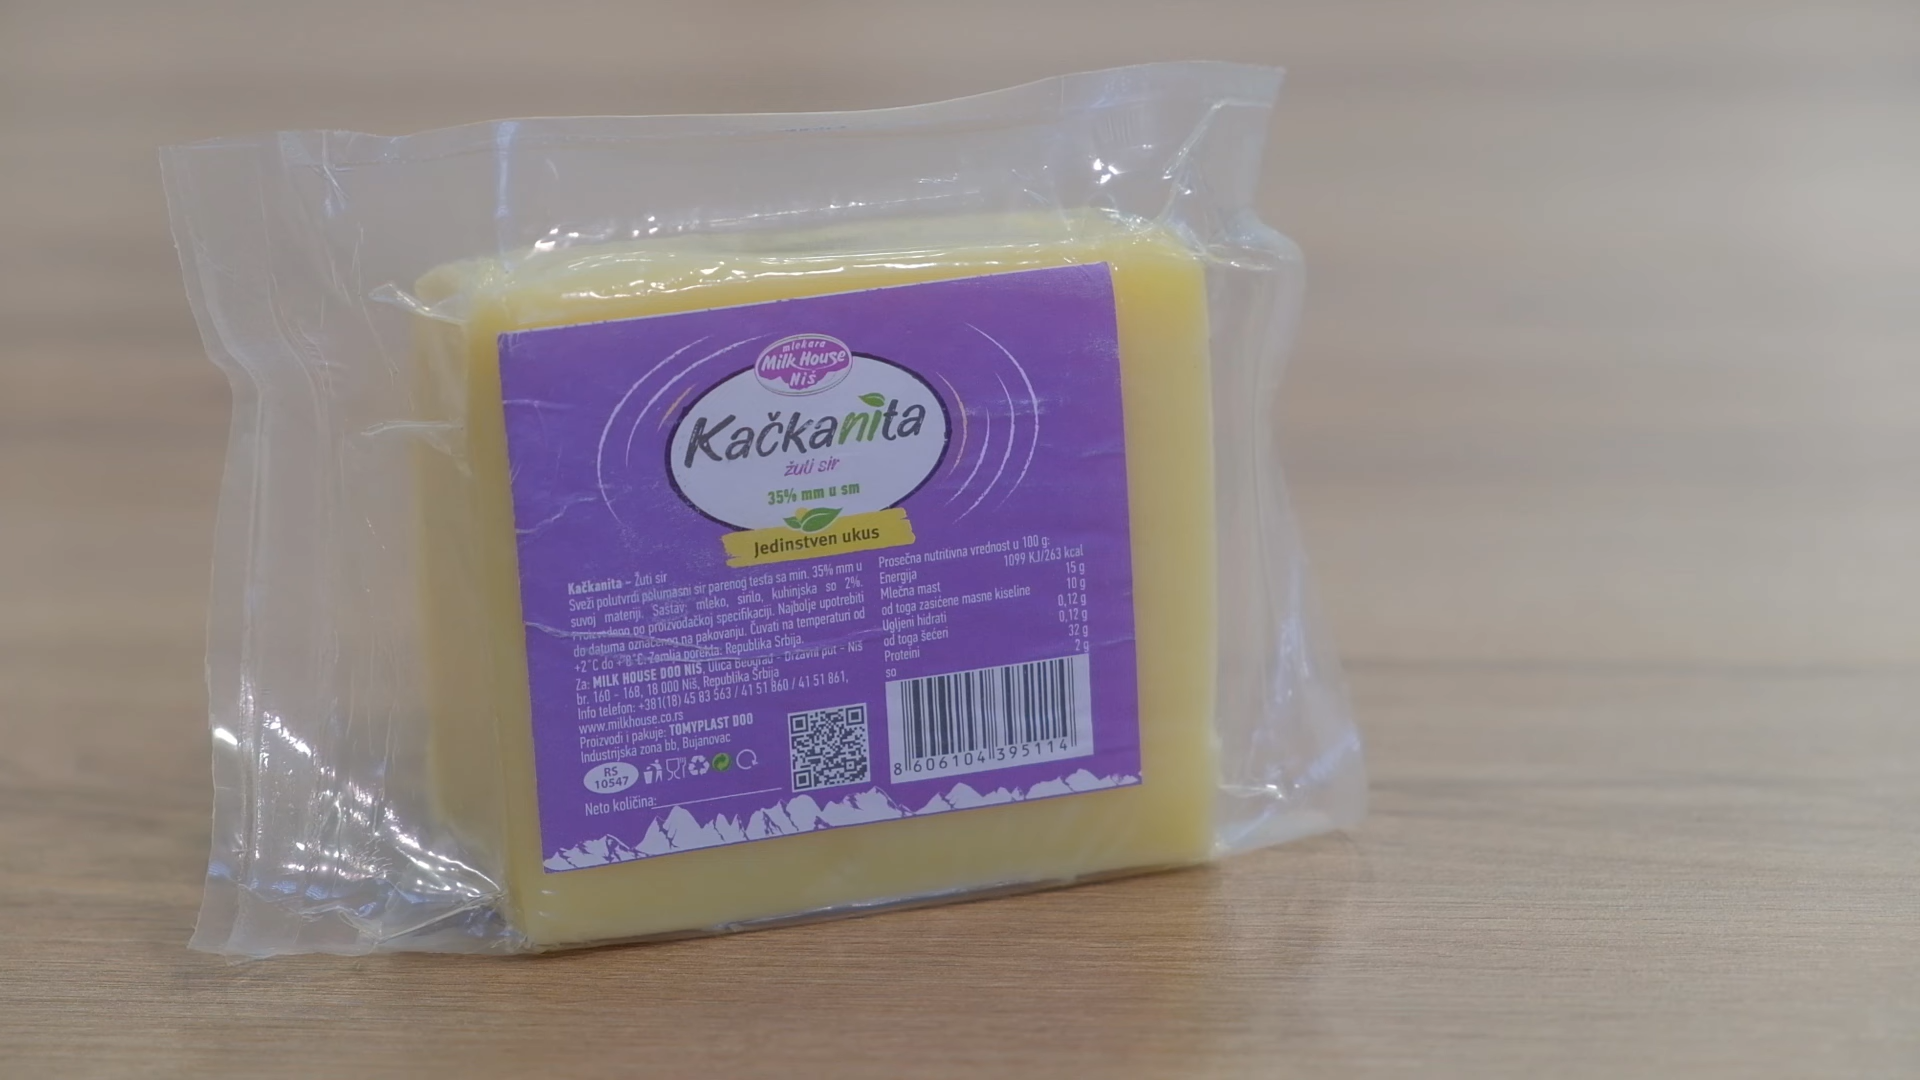 mlekara
Milk House
Niš
Kačkanita
žuti sir
35% mm u sm
Jedinstven ukus
Kačkanita – Žuti sir
Sveži polutvrdi polumasni sir parenog testa sa min. 35% mm u
suvoj materiji. Sastav: mleko, sirilo, kuhinjska so 2%.
Proizvedeno po proizvođačkoj specifikaciji. Najbolje upotrebiti
do datuma označenog na pakovanju. Čuvati na temperaturi od
+2°C do +8°C. Zemlja porekla: Republika Srbija.
Za: MILK HOUSE DOO NIŠ, Ulica Beograd - Državni put - Niš
br. 160 - 168, 18 000 Niš, Republika Srbija
Info telefon: +381(18) 45 83 563 / 41 51 860 / 41 51 861,
www.milkhouse.co.rs
Proizvodi i pakuje: TOMYPLAST DOO
Industrijska zona bb, Bujanovac
RS
10547
Neto količina:
Prosečna nutritivna vrednost u 100 g:
Energija 1099 KJ/263 kcal
Mlečna mast 15 g
od toga zasićene masne kiseline 10 g
Ugljeni hidrati 0,12 g
od toga šećeri 0,12 g
Proteini 32 g
so 2 g
8 606104 395114